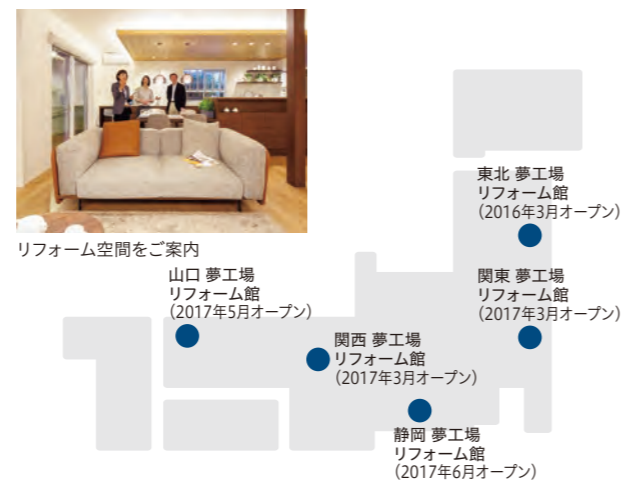 リフォーム空間をご案内
東北 夢工場
リフォーム館
（2016年3月オープン）
山口 夢工場
リフォーム館
（2017年5月オープン）
関東 夢工場
リフォーム館
（2017年3月オープン）
関西 夢工場
リフォーム館
（2017年3月オープン）
静岡 夢工場
リフォーム館
（2017年6月オープン）